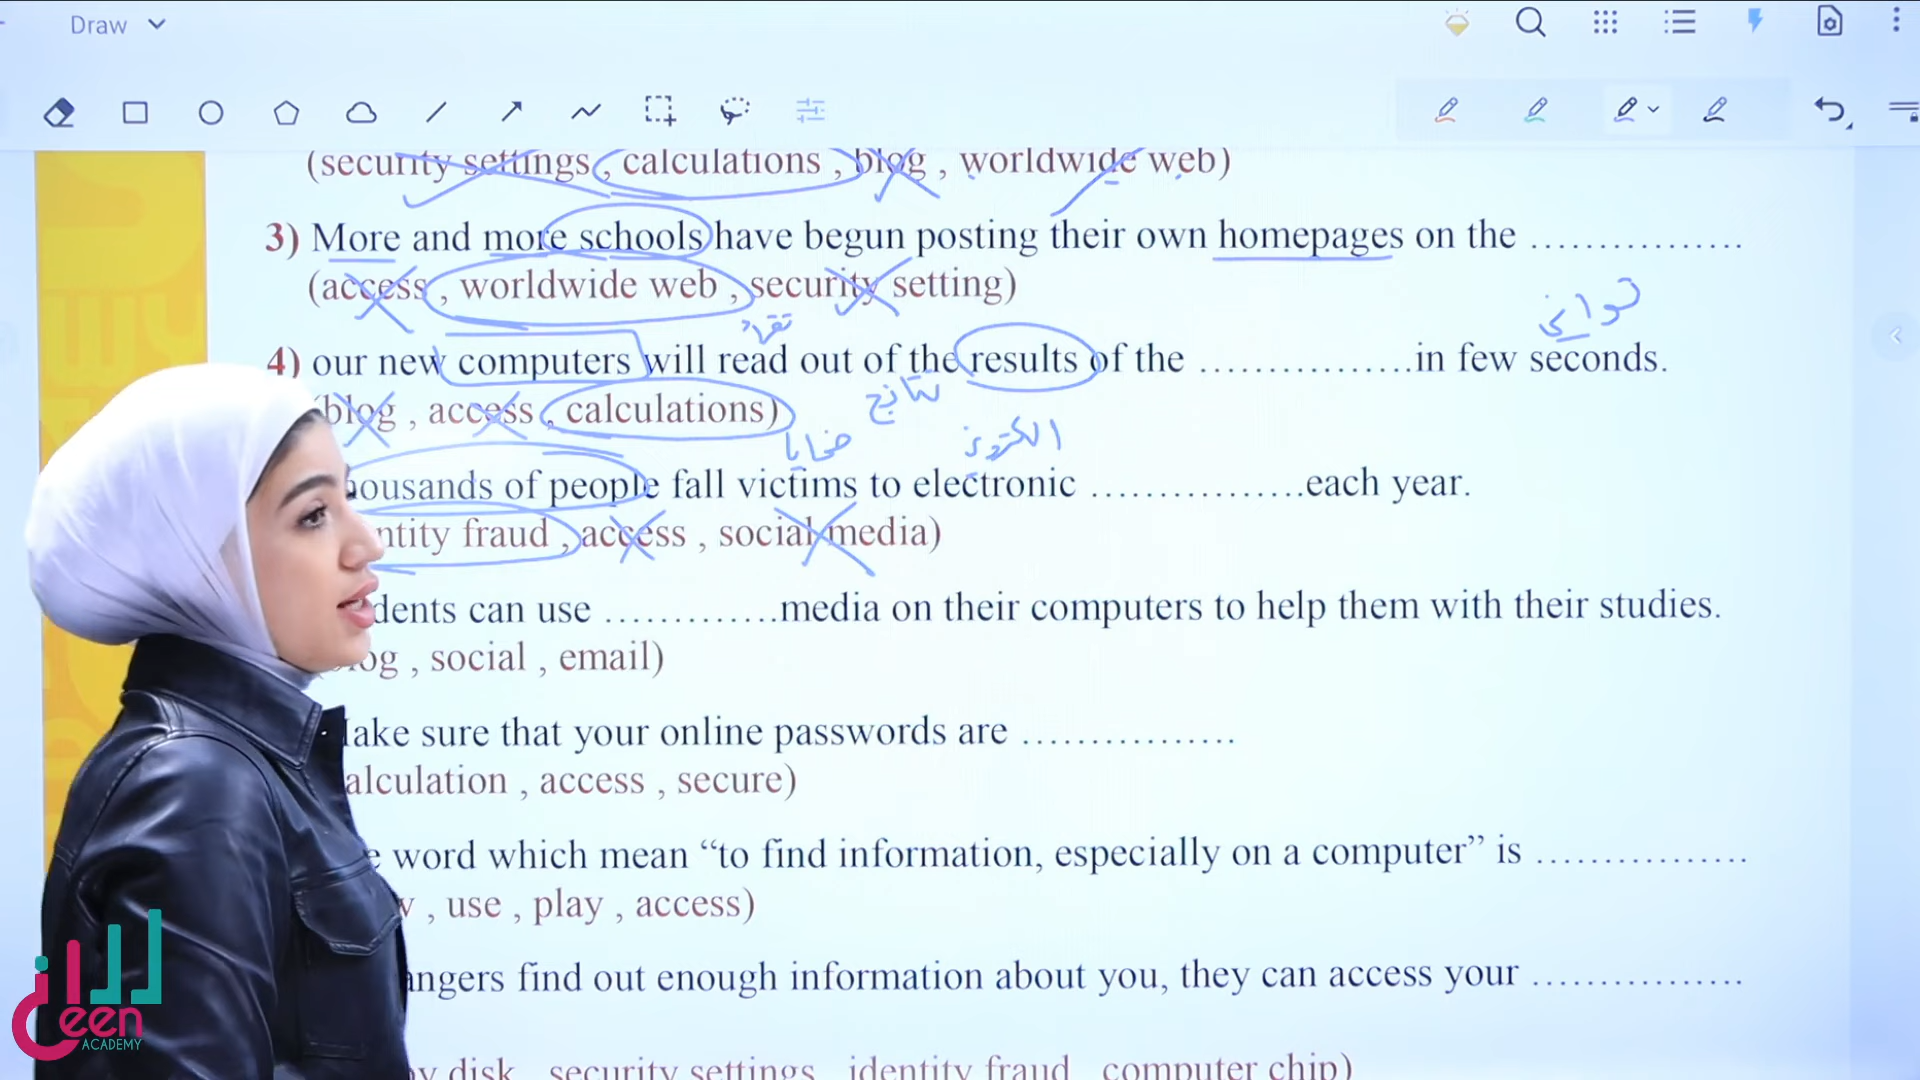 Draw
(security settings , calculations , blog , worldwide web)
3) More and more schools have begun posting their own homepages on the ................
(access , worldwide web , security setting)
ثواني
تقرأ
4) our new computers will read out of the results of the ................in few seconds.
نتائج
(blog , access , calculations)
ضحايا الكتروني
housands of people fall victims to electronic ................each year.
ntity fraud , access , social media)
dents can use .............media on their computers to help them with their studies.
log , social , email)
Make sure that your online passwords are ................
alculation , access , secure)
e word which mean “to find information, especially on a computer” is ................
, use , play , access)
angers find out enough information about you, they can access your ................
disk , security settings , identity fraud , computer chip)
een
ACADEMY